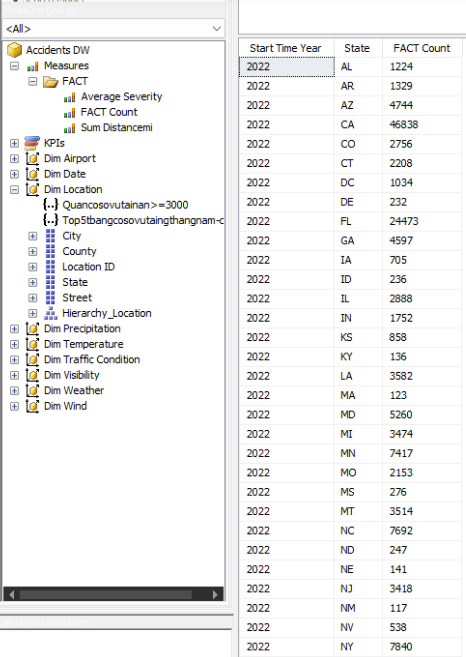 <All>
Accidents DW
Measures
FACT
Average Severity
FACT Count
Sum Distancemi
KPIs
Dim Airport
Dim Date
Dim Location
Quancosovutainan>=3000
Top5tbangcosovutaingthangnam-c
City
County
Location ID
State
Street
Hierarchy_Location
Dim Precipitation
Dim Temperature
Dim Traffic Condition
Dim Visibility
Dim Weather
Dim Wind
Start Time Year State FACT Count
2022 AL 1224
2022 AR 1329
2022 AZ 4744
2022 CA 46838
2022 CO 2756
2022 CT 2208
2022 DC 1034
2022 DE 232
2022 FL 24473
2022 GA 4597
2022 IA 705
2022 ID 236
2022 IL 2888
2022 IN 1752
2022 KS 858
2022 KY 136
2022 LA 3582
2022 MA 123
2022 MD 5260
2022 MI 3474
2022 MN 7417
2022 MO 2153
2022 MS 276
2022 MT 3514
2022 NC 7692
2022 ND 247
2022 NE 141
2022 NJ 3418
2022 NM 117
2022 NV 538
2022 NY 7840